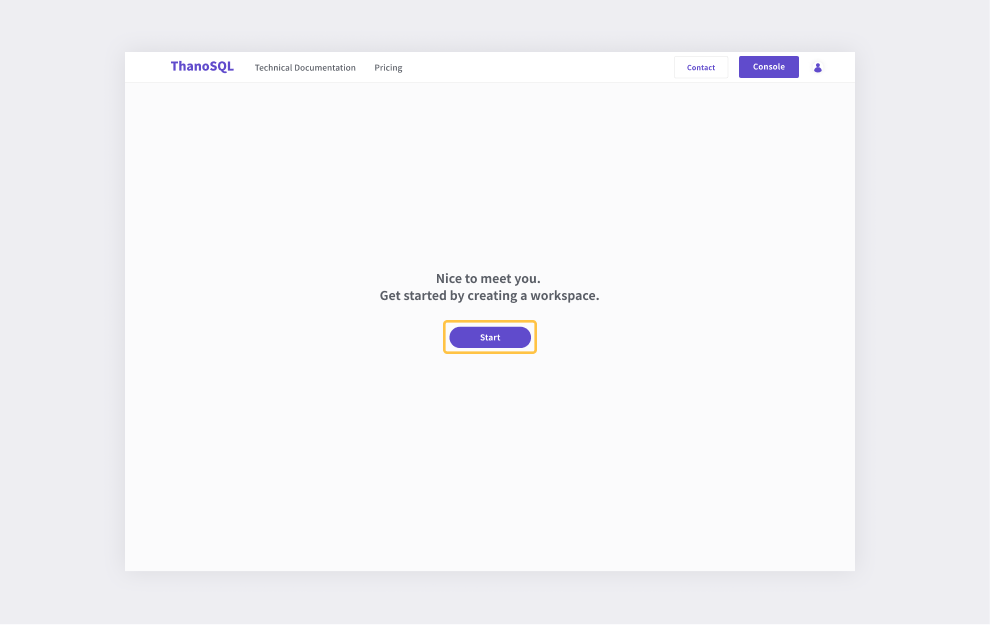 ThanoSQL
Technical Documentation
Pricing
Contact
Console
Nice to meet you.
Get started by creating a workspace.
Start